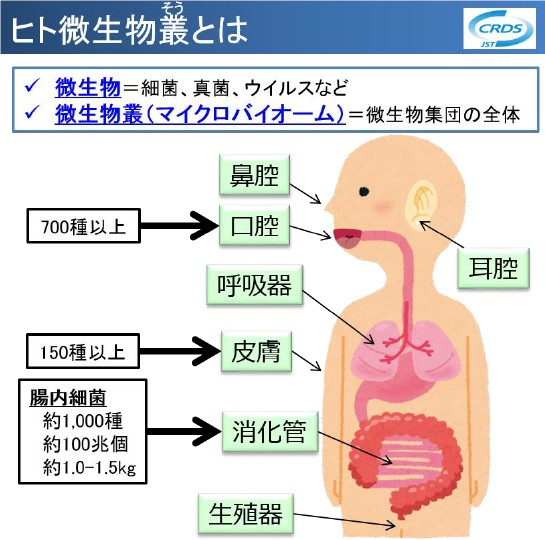 ヒト微生物叢とは
そう
CRDS
JST
✓ 微生物＝細菌、真菌、ウイルスなど
✓ 微生物叢（マイクロバイオーム）＝微生物集団の全体
鼻腔
700種以上
口腔
耳腔
呼吸器
150種以上
皮膚
腸内細菌
約1,000種
約100兆個
約1.0-1.5kg
消化管
生殖器